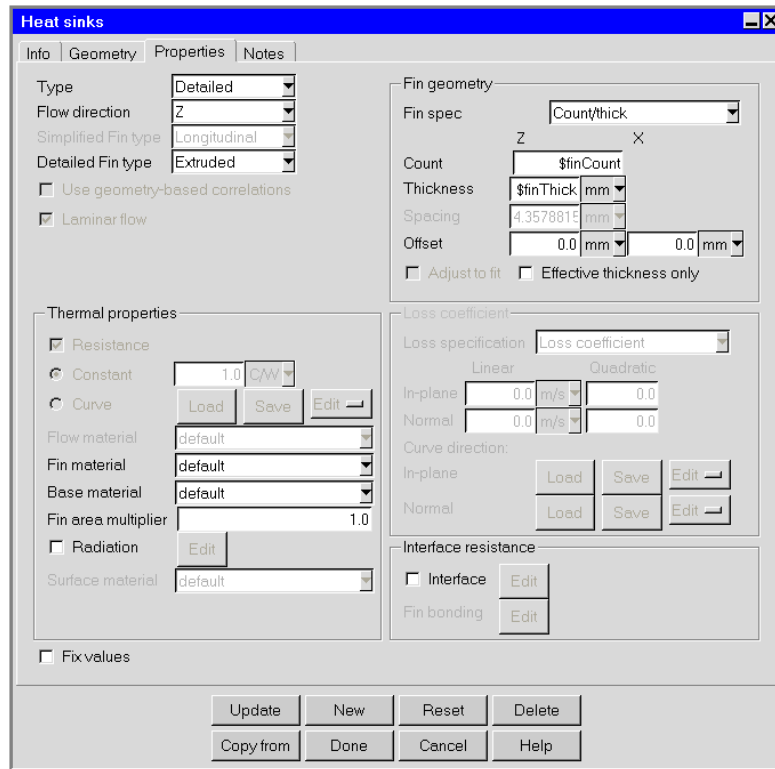 Heat sinks
Info Geometry Properties Notes
Type Detailed
Flow direction Z
Simplified Fin type Longitudinal
Detailed Fin type Extruded
Use geometry-based correlations
Laminar flow
Fin geometry
Fin spec Count/thick
Z X
Count $finCount
Thickness $finThick mm
Spacing 4.3578815 mm
Offset 0.0 mm 0.0 mm
Adjust to fit Effective thickness only
Thermal properties
Resistance
Constant 1.0 C/W
Curve Load Save Edit
Flow material default
Fin material default
Base material default
Fin area multiplier 1.0
Radiation Edit
Surface material default
Loss coefficient
Loss specification Loss coefficient
Linear Quadratic
In-plane 0.0 m/s 0.0
Normal 0.0 m/s 0.0
Curve direction:
In-plane Load Save Edit
Normal Load Save Edit
Interface resistance
Interface Edit
Fin bonding Edit
Fix values
Update New Reset Delete
Copy from Done Cancel Help